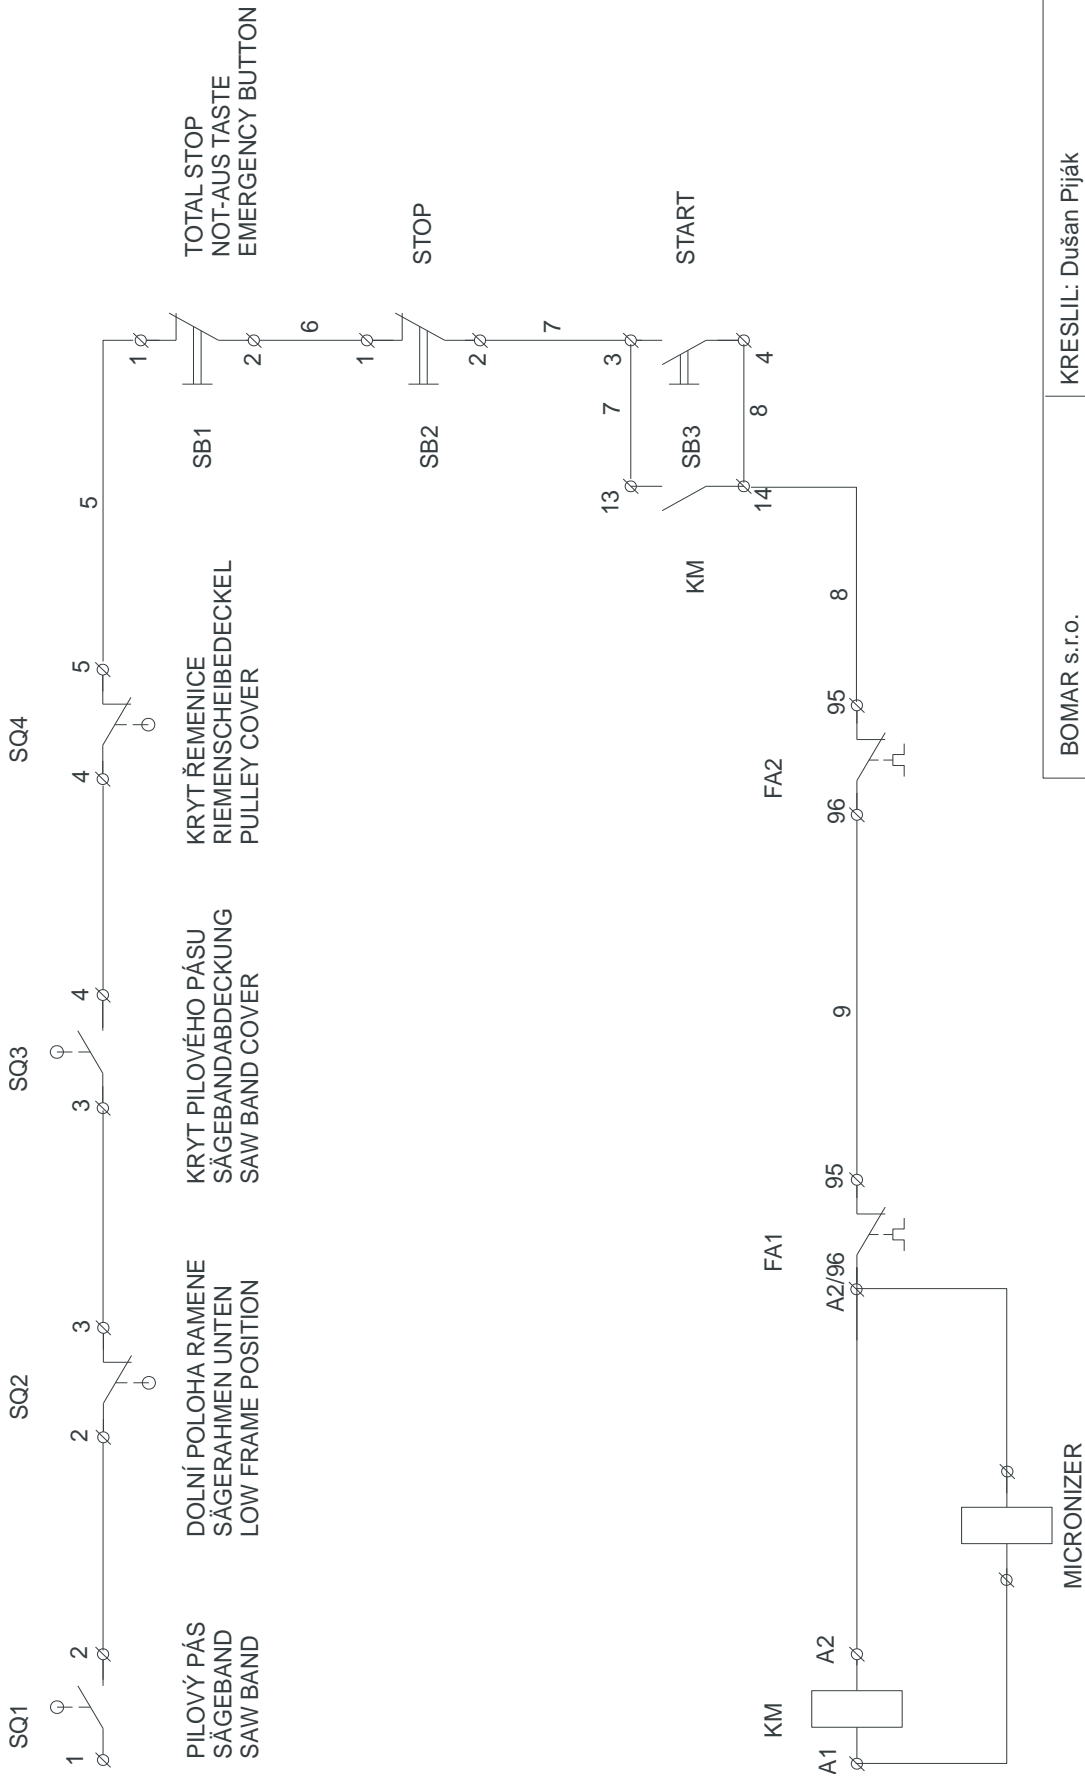 SQ1
1
2
PILOVÝ PÁS
SÄGEBAND
SAW BAND
SQ2
2
3
DOLNÍ POLOHA RAMENE
SÄGERAHMEN UNTEN
LOW FRAME POSITION
SQ3
3
4
KRYT PILOVÉHO PÁSU
SÄGEBANDABDECKUNG
SAW BAND COVER
SQ4
4
5
KRYT ŘEMENICE
RIEMENSCHEIBEDECKEL
PULLEY COVER
5
1
2
SB1
TOTAL STOP
NOT-AUS TASTE
EMERGENCY BUTTON
6
1
2
SB2
STOP
7
7
3
4
SB3
START
13
14
KM
8
8
95
96
FA2
9
95
A2/96
FA1
KM
A1
A2
MICRONIZER
BOMAR s.r.o.
KRESLIL: Dušan Piják